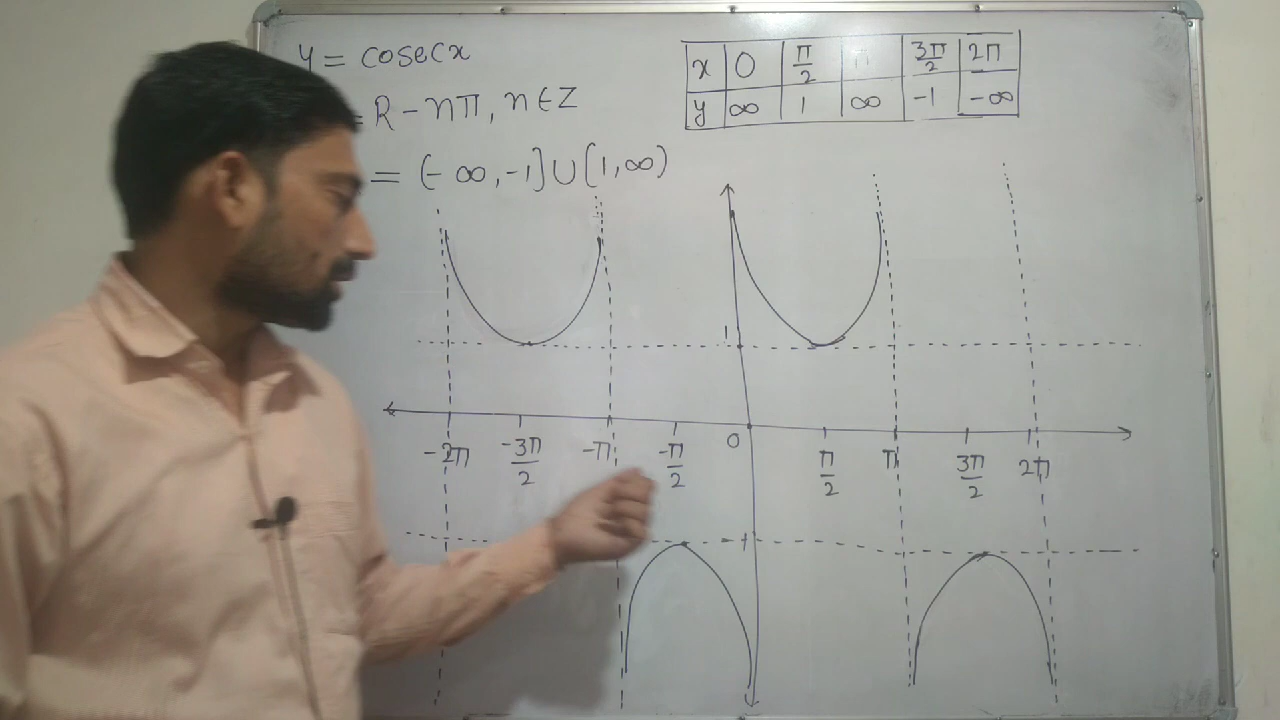 y = cosecx
= R - nπ, n∈Z
= (-∞,-1]∪[1,∞)
x 0 π/2 π 3π/2 2π
y ∞ 1 ∞ -1 -∞
1
-2π -3π/2 -π -π/2 0 π/2 π 3π/2 2π
-1